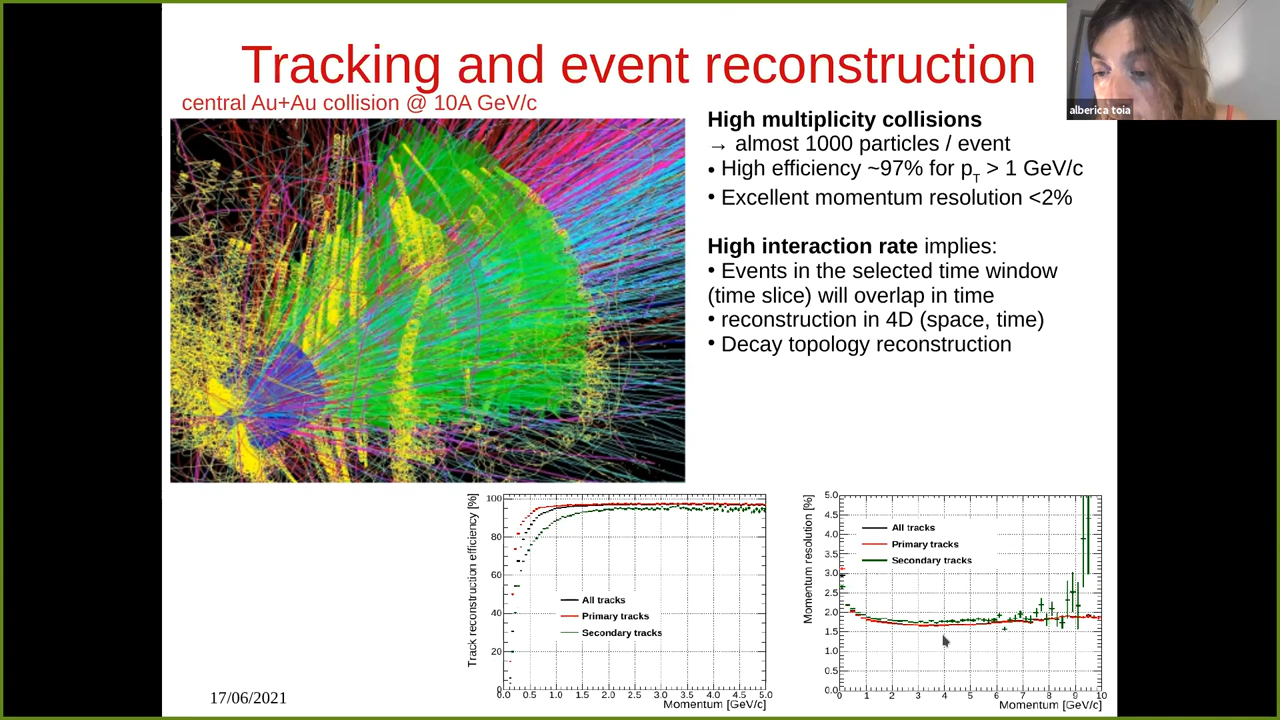 Tracking and event reconstruction
central Au+Au collision @ 10A GeV/c
alberica toia
High multiplicity collisions
→ almost 1000 particles / event
• High efficiency ~97% for pT > 1 GeV/c
• Excellent momentum resolution <2%
High interaction rate implies:
• Events in the selected time window
(time slice) will overlap in time
• reconstruction in 4D (space, time)
• Decay topology reconstruction
Track reconstruction efficiency [%]
100
80
60
40
20
0
All tracks
Primary tracks
Secondary tracks
0.0 0.5 1.0 1.5 2.0 2.5 3.0 3.5 4.0 4.5 5.0
Momentum [GeV/c]
Momentum resolution [%]
5.0
4.5
4.0
3.5
3.0
2.5
2.0
1.5
1.0
0.5
0.0
All tracks
Primary tracks
Secondary tracks
0 1 2 3 4 5 6 7 8 9 10
Momentum [GeV/c]
17/06/2021